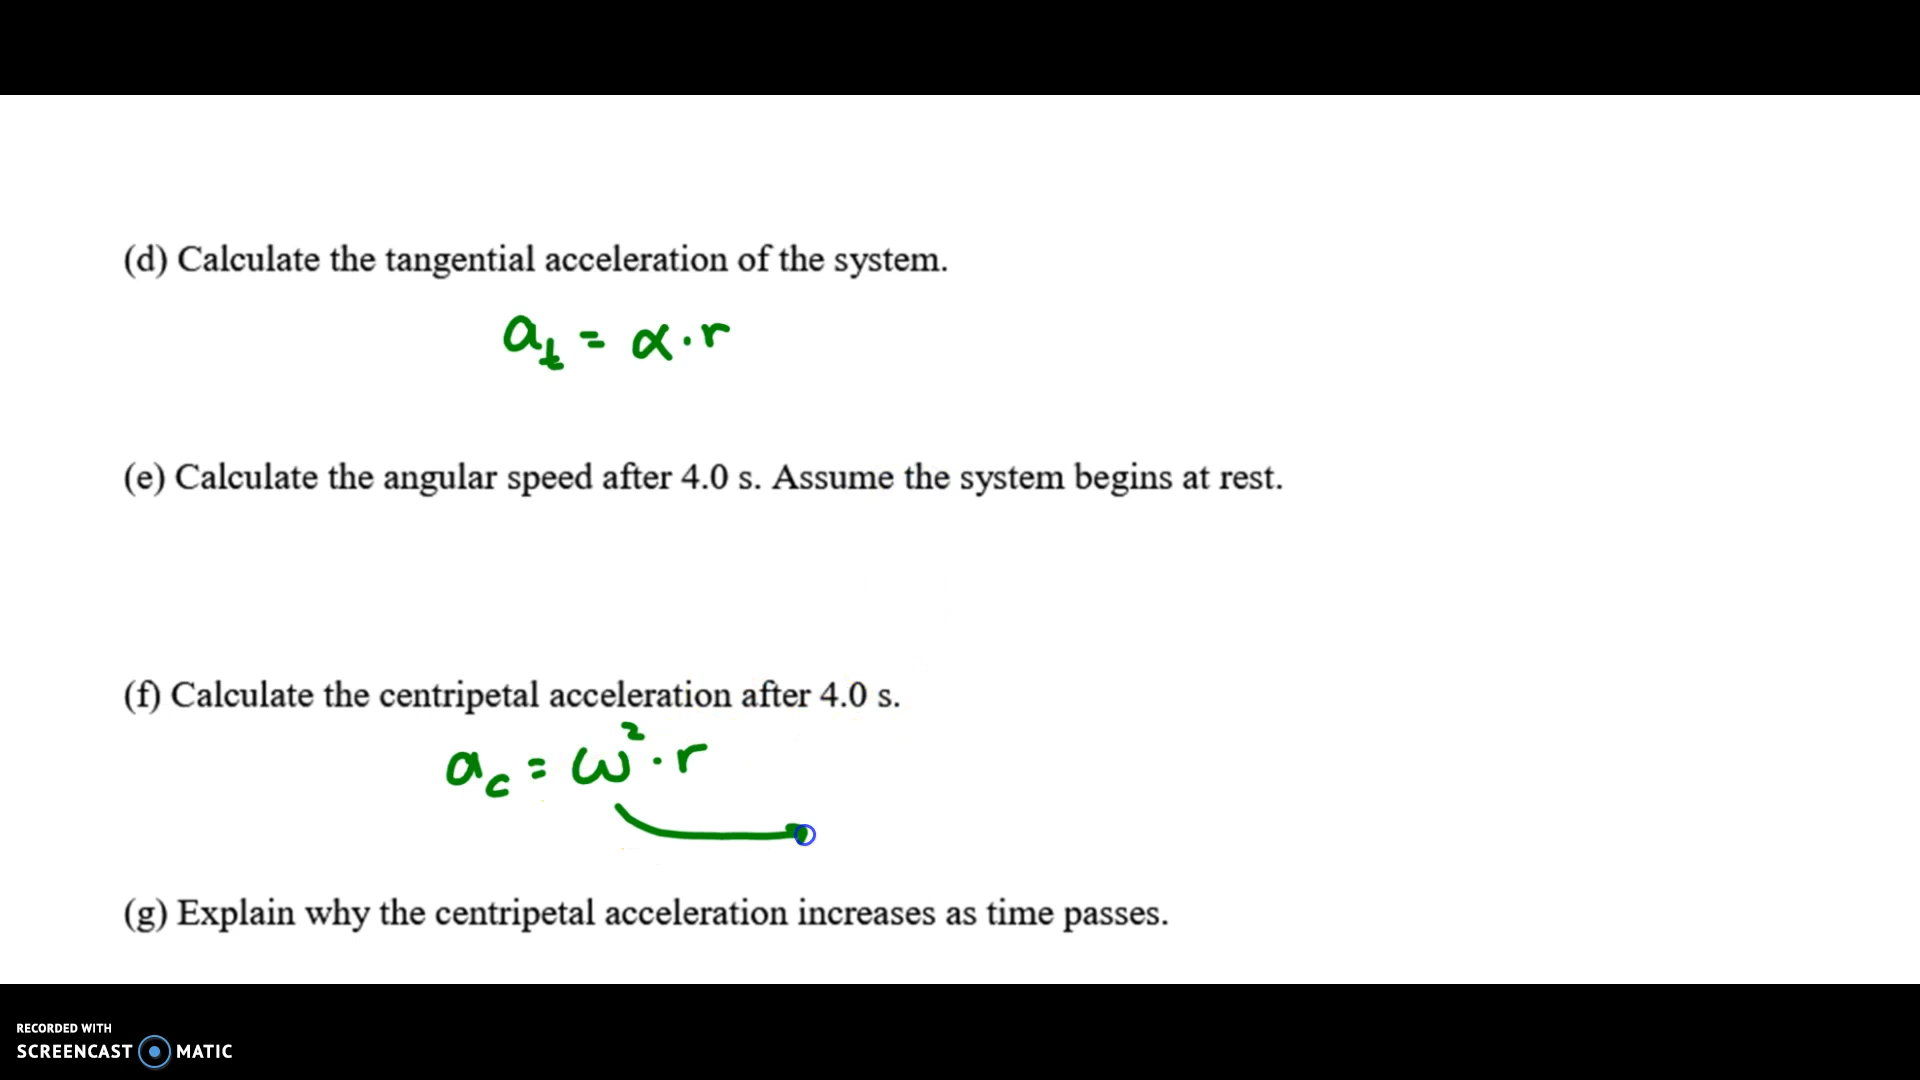 (d) Calculate the tangential acceleration of the system.
a_t = α · r
(e) Calculate the angular speed after 4.0 s. Assume the system begins at rest.
(f) Calculate the centripetal acceleration after 4.0 s.
a_c = ω² · r
(g) Explain why the centripetal acceleration increases as time passes.
RECORDED WITH
SCREENCAST MATIC